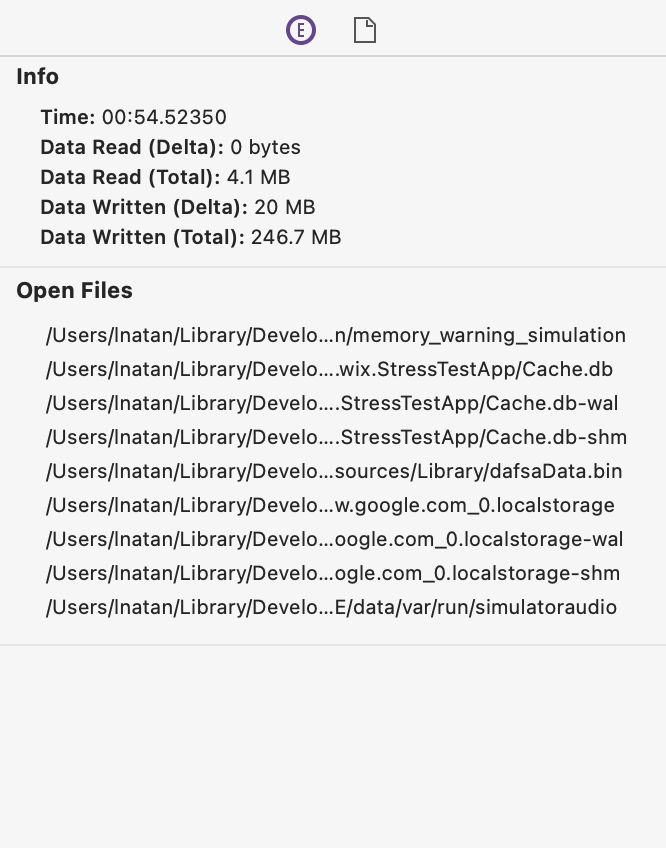 E
Info
Time: 00:54.52350
Data Read (Delta): 0 bytes
Data Read (Total): 4.1 MB
Data Written (Delta): 20 MB
Data Written (Total): 246.7 MB
Open Files
/Users/lnatan/Library/Develo...n/memory_warning_simulation
/Users/lnatan/Library/Develo....wix.StressTestApp/Cache.db
/Users/lnatan/Library/Develo....StressTestApp/Cache.db-wal
/Users/lnatan/Library/Develo....StressTestApp/Cache.db-shm
/Users/lnatan/Library/Develo...sources/Library/dafsaData.bin
/Users/lnatan/Library/Develo...w.google.com_0.localstorage
/Users/lnatan/Library/Develo...oogle.com_0.localstorage-wal
/Users/lnatan/Library/Develo...ogle.com_0.localstorage-shm
/Users/lnatan/Library/Develo...E/data/var/run/simulatoraudio